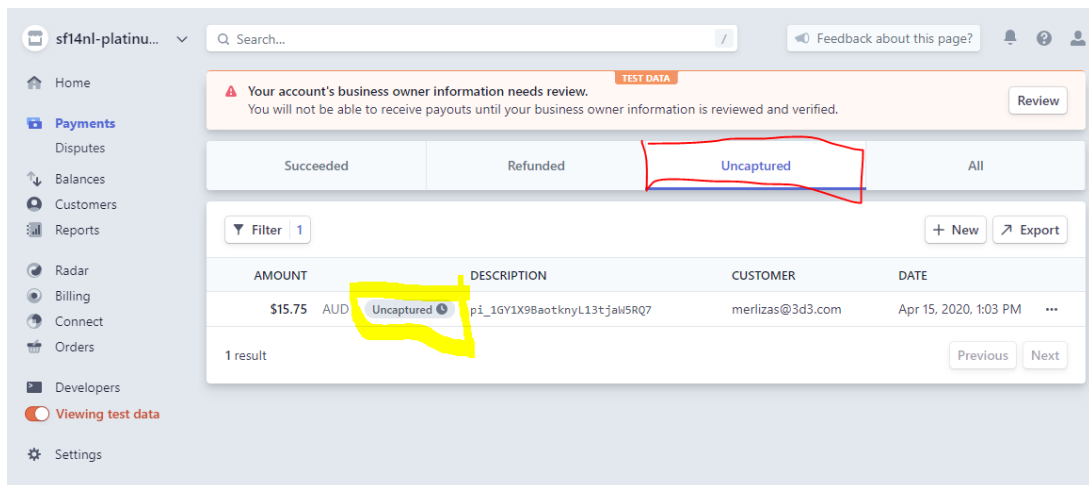 sf14nl-platinu...
Search...
/
Feedback about this page?
Home
Payments
Disputes
Balances
Customers
Reports
Radar
Billing
Connect
Orders
Developers
Viewing test data
Settings
TEST DATA
Your account's business owner information needs review.
You will not be able to receive payouts until your business owner information is reviewed and verified.
Review
Succeeded Refunded Uncaptured All
Filter 1
New Export
AMOUNT DESCRIPTION CUSTOMER DATE
$15.75 AUD Uncaptured pi_1GY1X9BaotknyL13tjaW5RQ7 merlizas@3d3.com Apr 15, 2020, 1:03 PM
1 result
Previous Next